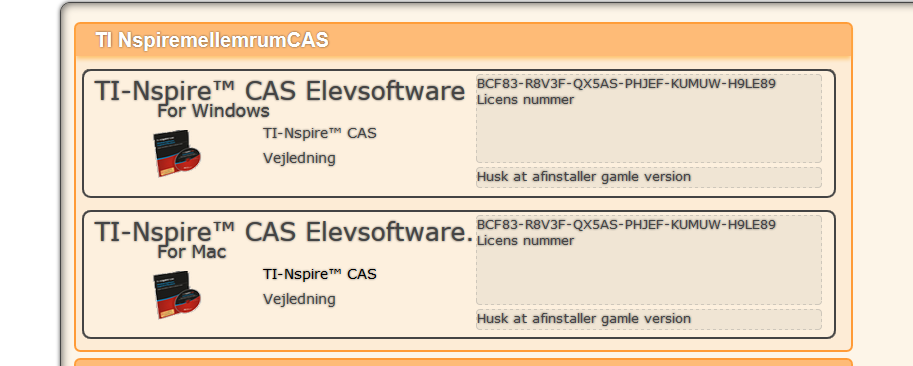 TI NspiremellemrumCAS
TI-Nspire™ CAS Elevsoftware
For Windows
TI-Nspire™ CAS
Vejledning
BCF83-R8V3F-QX5AS-PHJEF-KUMUW-H9LE89
Licens nummer
Husk at afinstaller gamle version
TI-Nspire™ CAS Elevsoftware.
For Mac
TI-Nspire™ CAS
Vejledning
BCF83-R8V3F-QX5AS-PHJEF-KUMUW-H9LE89
Licens nummer
Husk at afinstaller gamle version